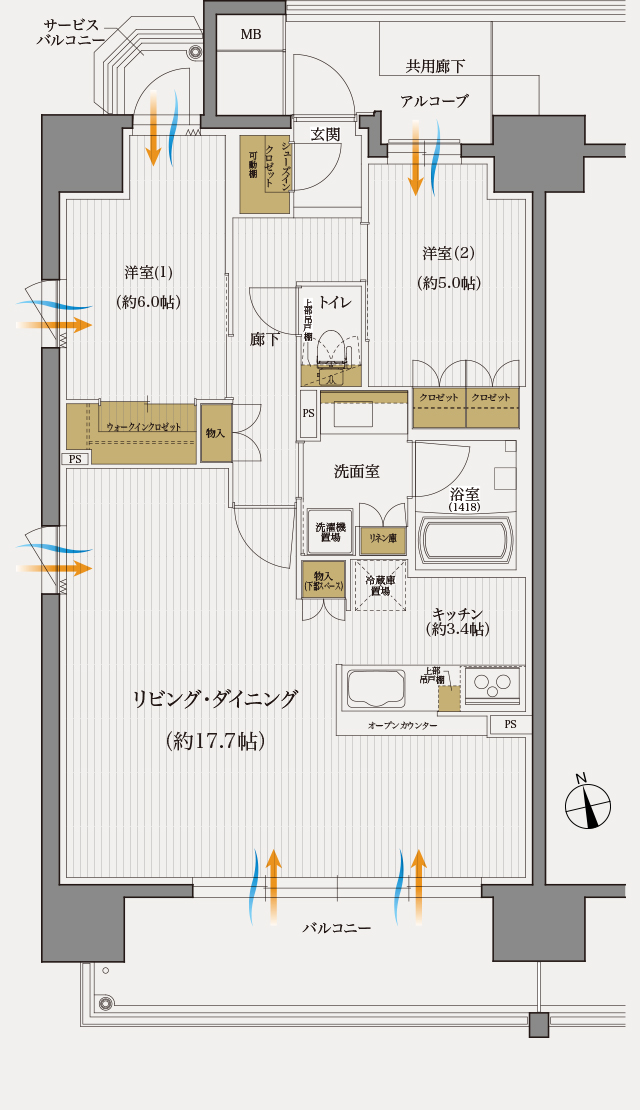 サービス
バルコニー
MB
共用廊下
アルコーブ
玄関
シューズイン
クロゼット
可動棚
洋室(1)
(約6.0帖)
洋室(2)
(約5.0帖)
トイレ
上部吊戸棚
廊下
クロゼット
クロゼット
PS
ウォークインクロゼット
物入
PS
洗面室
浴室
(1418)
洗濯機
置場
リネン庫
物入
(下部スペース)
冷蔵庫
置場
キッチン
(約3.4帖)
上部
吊戸棚
リビング・ダイニング
(約17.7帖)
オープンカウンター
PS
N
バルコニー